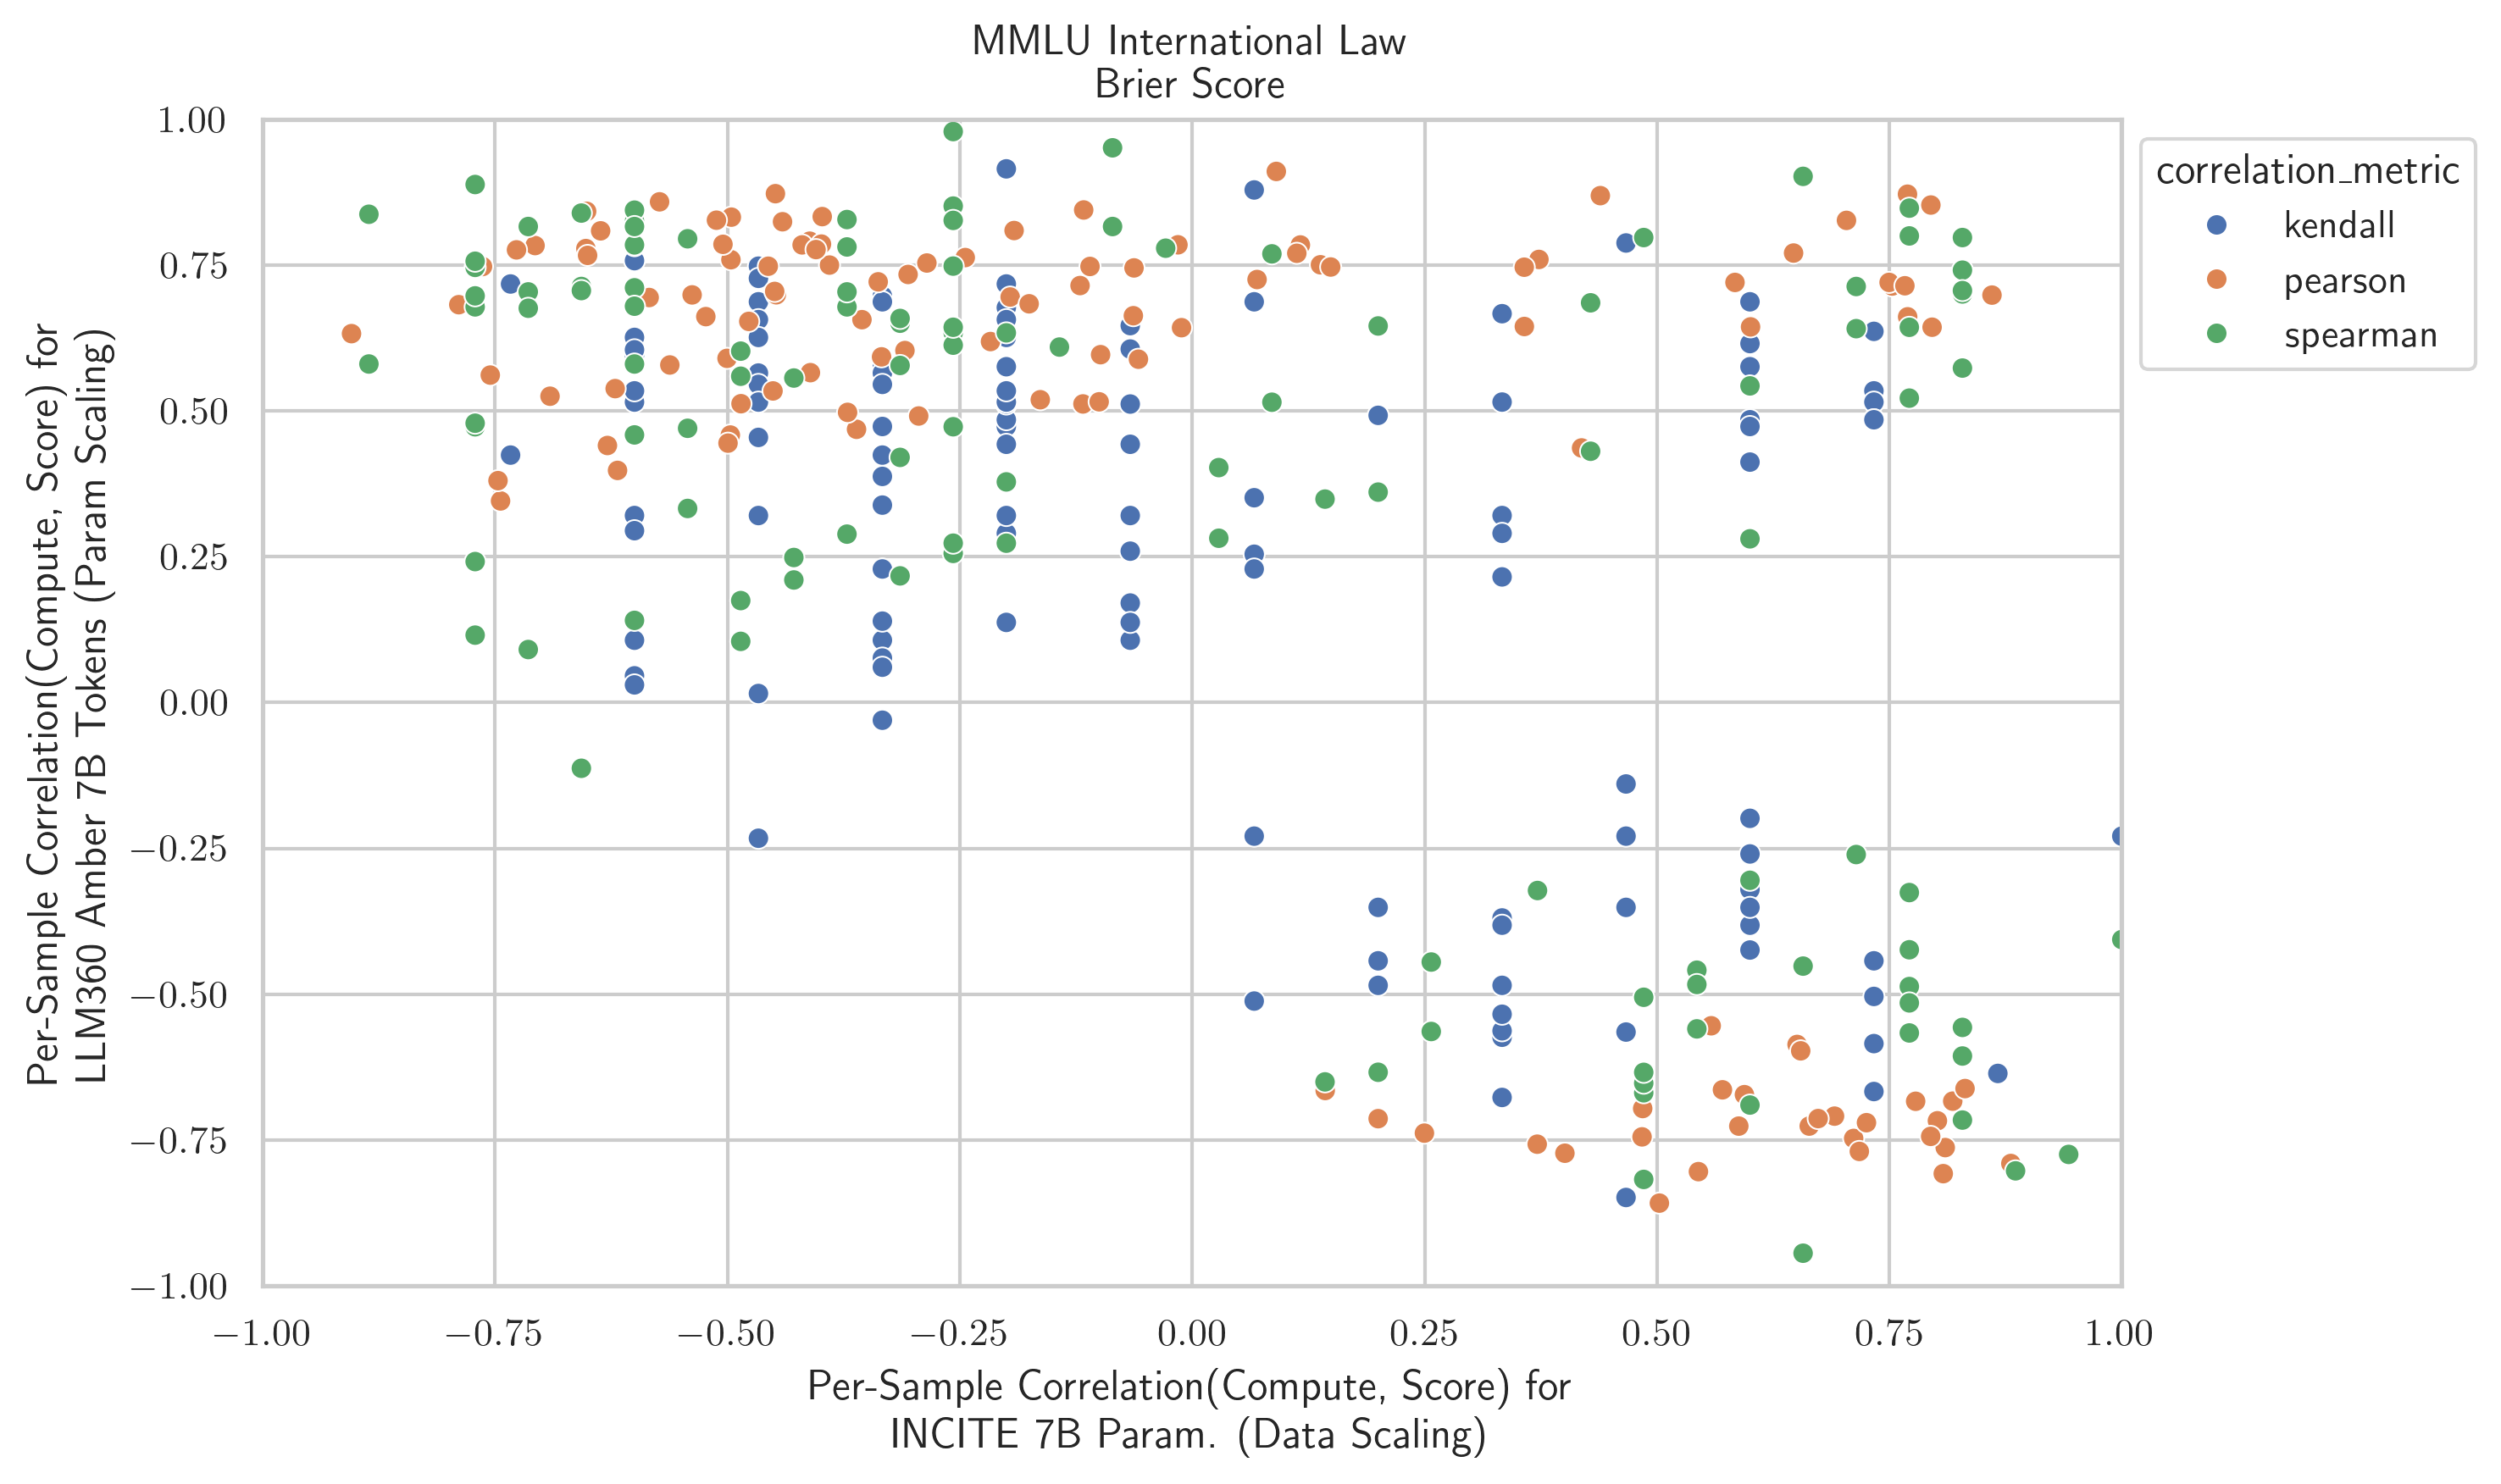 MMLU International Law
Brier Score
1.00
0.75
0.50
0.25
0.00
−0.25
−0.50
−0.75
−1.00
Per-Sample Correlation(Compute, Score) for
LLM360 Amber 7B Tokens (Param Scaling)
−1.00 −0.75 −0.50 −0.25 0.00 0.25 0.50 0.75 1.00
Per-Sample Correlation(Compute, Score) for
INCITE 7B Param. (Data Scaling)
correlation_metric
kendall
pearson
spearman